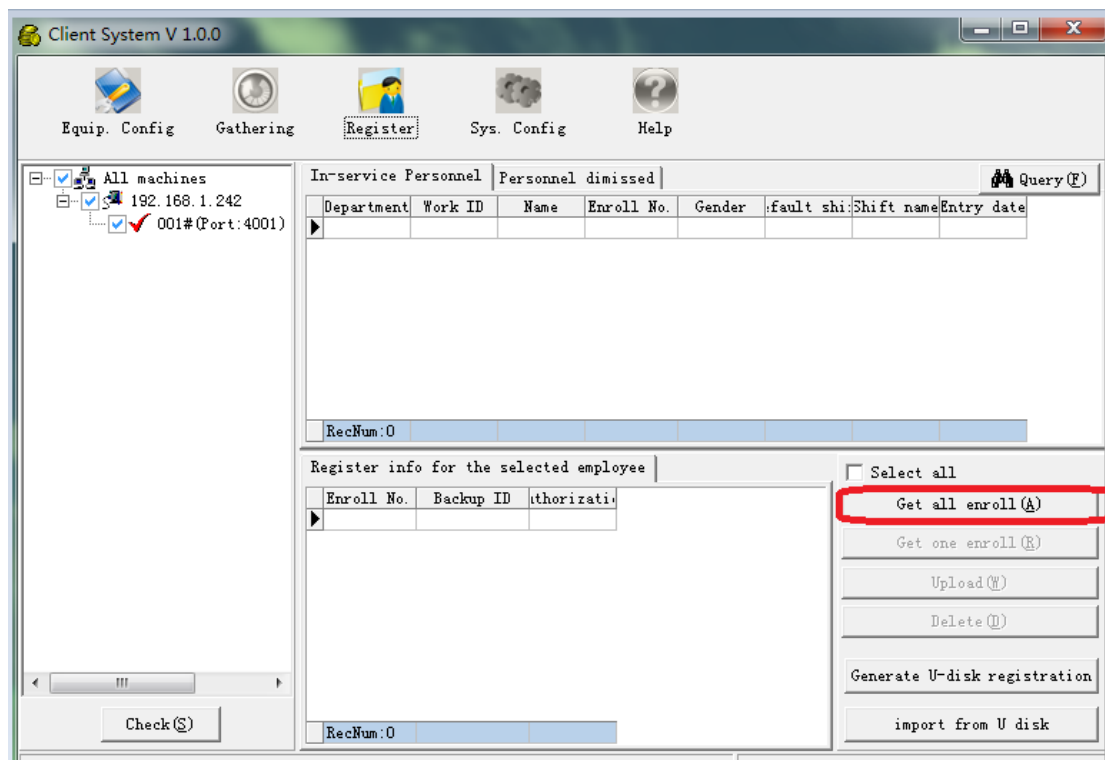 Client System V 1.0.0
Equip. Config Gathering Register Sys. Config Help
All machines
192.168.1.242
001#(Port:4001)
Check(S)
In-service Personnel Personnel dimissed Query(F)
Department Work ID Name Enroll No. Gender fault shi Shift name Entry date
RecNum:0
Register info for the selected employee
Enroll No. Backup ID thorizati
RecNum:0
Select all
Get all enroll(A)
Get one enroll(R)
Upload(W)
Delete(D)
Generate U-disk registration
import from U disk